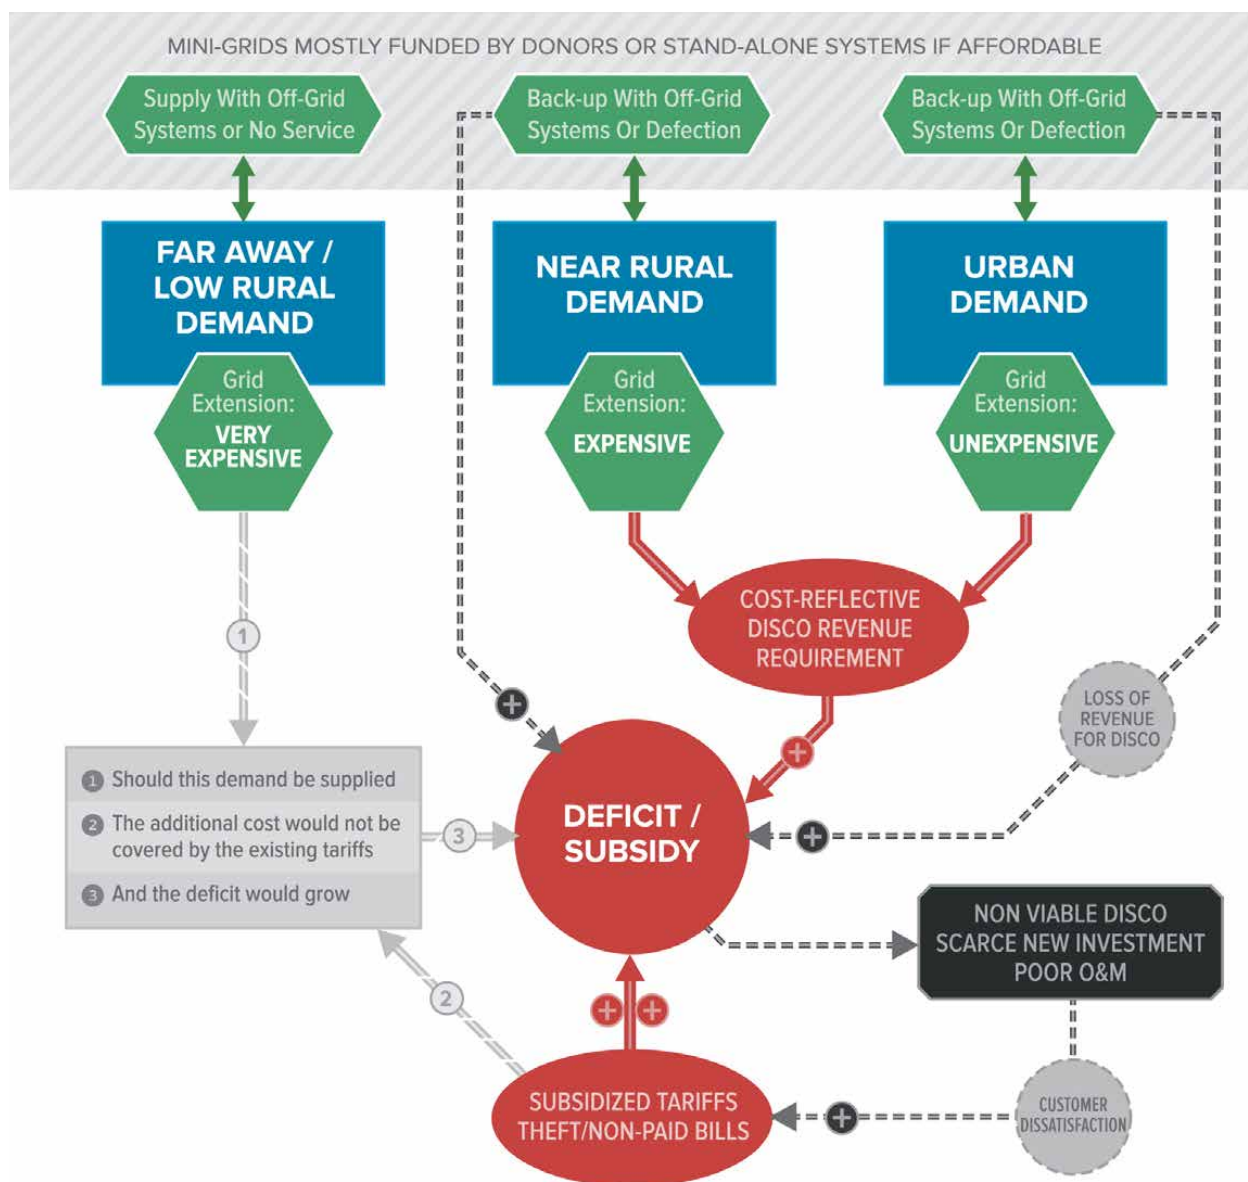 MINI-GRIDS MOSTLY FUNDED BY DONORS OR STAND-ALONE SYSTEMS IF AFFORDABLE
Supply With Off-Grid
Systems or No Service
Back-up With Off-Grid
Systems Or Defection
Back-up With Off-Grid
Systems Or Defection
FAR AWAY /
LOW RURAL
DEMAND
NEAR RURAL
DEMAND
URBAN
DEMAND
Grid
Extension:
VERY
EXPENSIVE
Grid
Extension:
EXPENSIVE
Grid
Extension:
UNEXPENSIVE
COST-REFLECTIVE
DISCO REVENUE
REQUIREMENT
1
+
LOSS OF
REVENUE
FOR DISCO
+
1 Should this demand be supplied
2 The additional cost would not be
covered by the existing tariffs
3 And the deficit would grow
3
DEFICIT /
SUBSIDY
+
NON VIABLE DISCO
SCARCE NEW INVESTMENT
POOR O&M
2
+ +
SUBSIDIZED TARIFFS
THEFT/NON-PAID BILLS
+
CUSTOMER
DISSATISFACTION